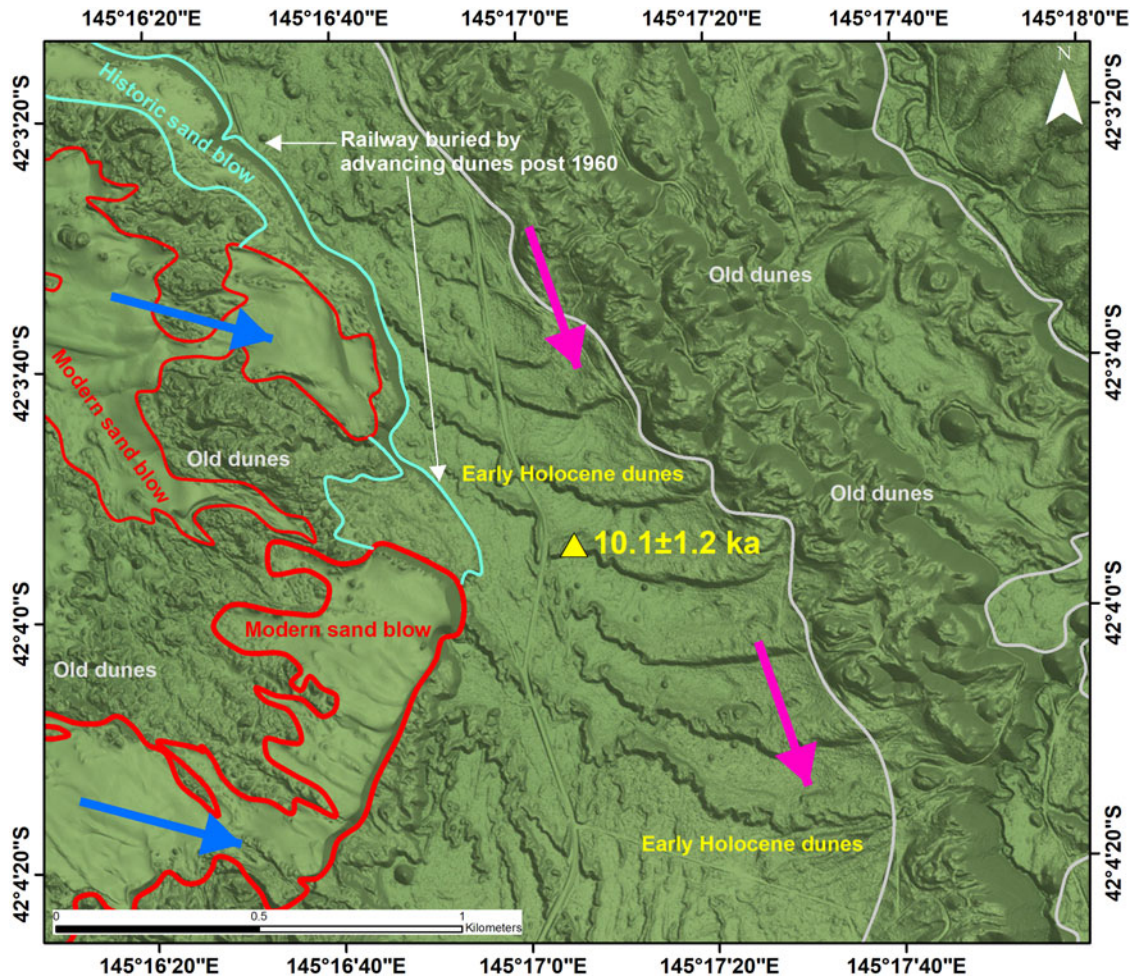 145°16'20"E 145°16'40"E 145°17'0"E 145°17'20"E 145°17'40"E 145°18'0"E
N
42°3'20"S
42°3'20"S
Historic sand blow
Railway buried by
advancing dunes post 1960
Old dunes
42°3'40"S
42°3'40"S
Modern sand blow
Old dunes
Early Holocene dunes
Old dunes
10.1±1.2 ka
42°4'0"S
42°4'0"S
Modern sand blow
Old dunes
Early Holocene dunes
42°4'20"S
42°4'20"S
0 0.5 1
Kilometers
145°16'20"E 145°16'40"E 145°17'0"E 145°17'20"E 145°17'40"E